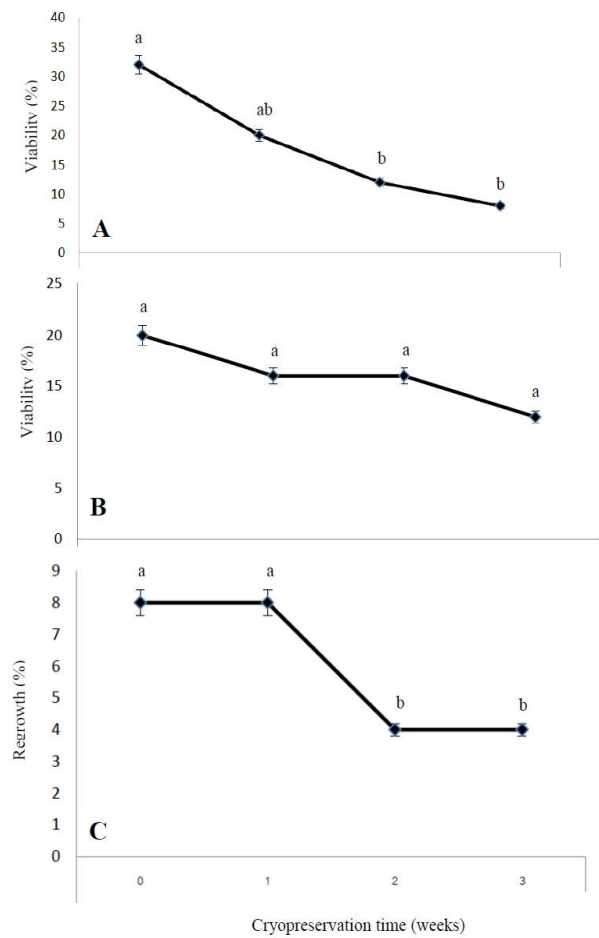 40
35
30
25
20
15
10
5
0
Viability (%)
a
ab
b
b
A
25
20
15
10
5
0
Viability (%)
a
a
a
a
B
9
8
7
6
5
4
3
2
1
0
Regrowth (%)
a
a
b
b
C
0 1 2 3
Cryopreservation time (weeks)